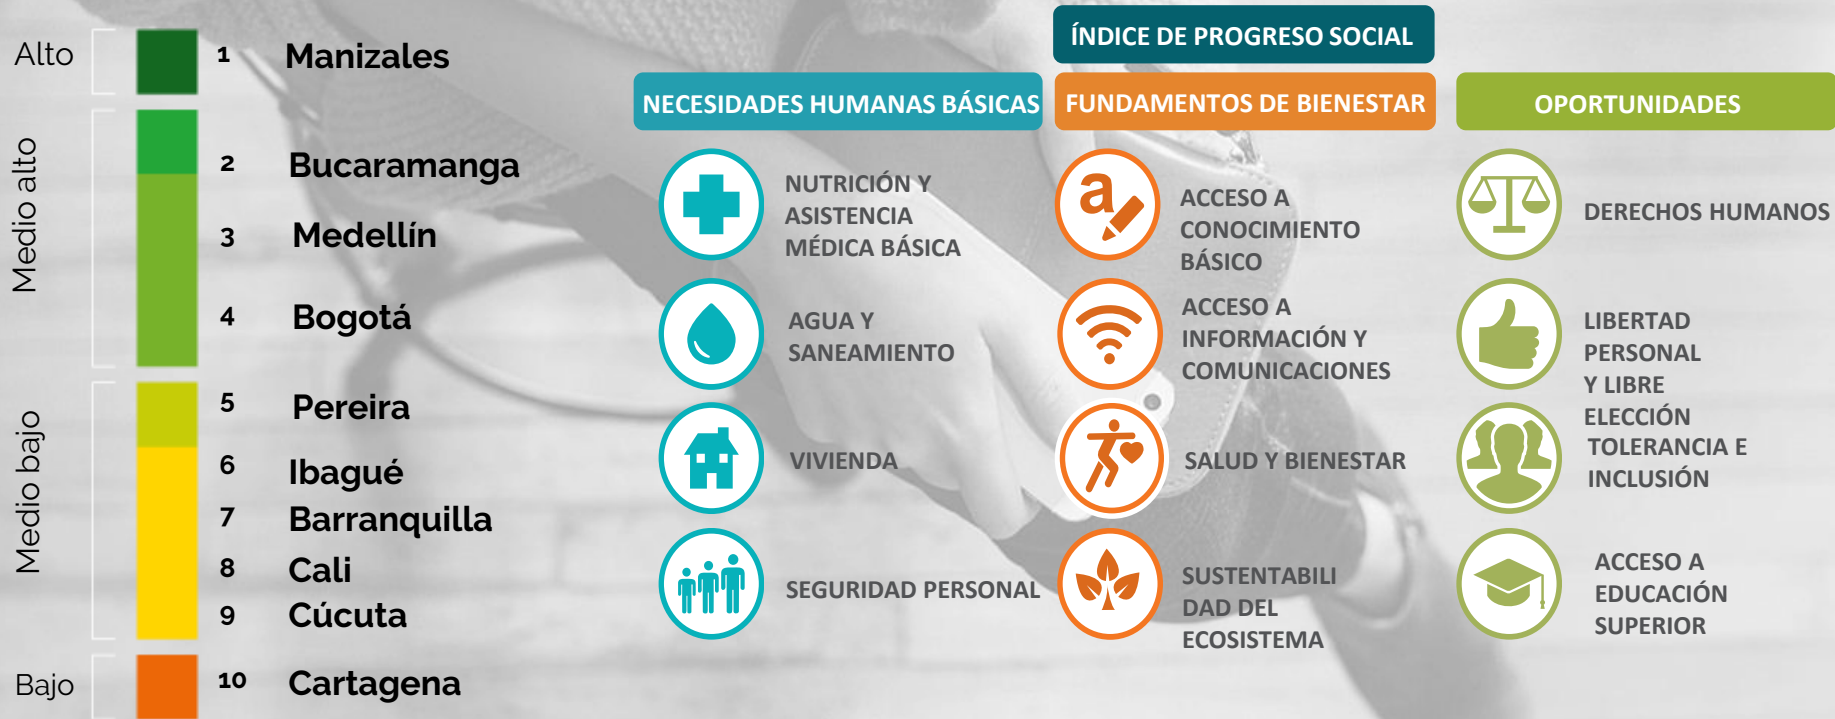 Alto
1 Manizales
Medio alto
2 Bucaramanga
3 Medellín
4 Bogotá
Medio bajo
5 Pereira
6 Ibagué
7 Barranquilla
8 Cali
9 Cúcuta
Bajo
10 Cartagena
ÍNDICE DE PROGRESO SOCIAL
NECESIDADES HUMANAS BÁSICAS
NUTRICIÓN Y
ASISTENCIA
MÉDICA BÁSICA
AGUA Y
SANEAMIENTO
VIVIENDA
SEGURIDAD PERSONAL
FUNDAMENTOS DE BIENESTAR
a
ACCESO A
CONOCIMIENTO
BÁSICO
ACCESO A
INFORMACIÓN Y
COMUNICACIONES
SALUD Y BIENESTAR
SUSTENTABILI
DAD DEL
ECOSISTEMA
OPORTUNIDADES
DERECHOS HUMANOS
LIBERTAD
PERSONAL
Y LIBRE
ELECCIÓN
TOLERANCIA E
INCLUSIÓN
ACCESO A
EDUCACIÓN
SUPERIOR